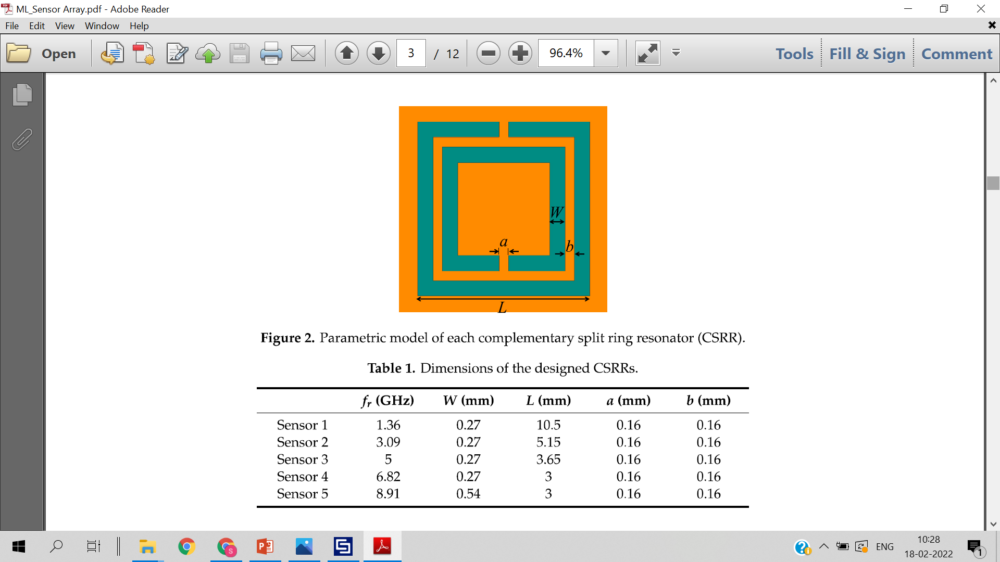 ML_Sensor Array.pdf - Adobe Reader
File Edit View Window Help
Open 3 / 12 96.4% Tools Fill & Sign Comment
W
a
b
L
Figure 2. Parametric model of each complementary split ring resonator (CSRR).
Table 1. Dimensions of the designed CSRRs.
fr (GHz) W (mm) L (mm) a (mm) b (mm)
Sensor 1 1.36 0.27 10.5 0.16 0.16
Sensor 2 3.09 0.27 5.15 0.16 0.16
Sensor 3 5 0.27 3.65 0.16 0.16
Sensor 4 6.82 0.27 3 0.16 0.16
Sensor 5 8.91 0.54 3 0.16 0.16
ENG
10:28
18-02-2022
1